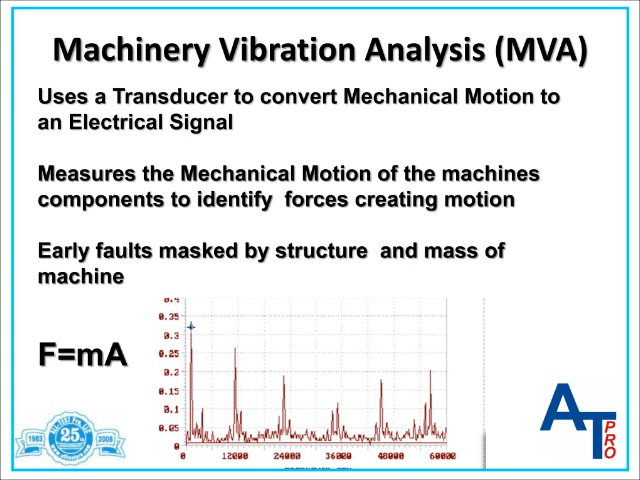 Machinery Vibration Analysis (MVA)
Uses a Transducer to convert Mechanical Motion to
an Electrical Signal
Measures the Mechanical Motion of the machines
components to identify  forces creating motion
Early faults masked by structure  and mass of
machine
F=mA
0.4
0.35
0.3
0.25
0.2
0.15
0.1
0.05
0
0 12000 24000 36000 48000 60000
1983 25 2008
AT
PRO